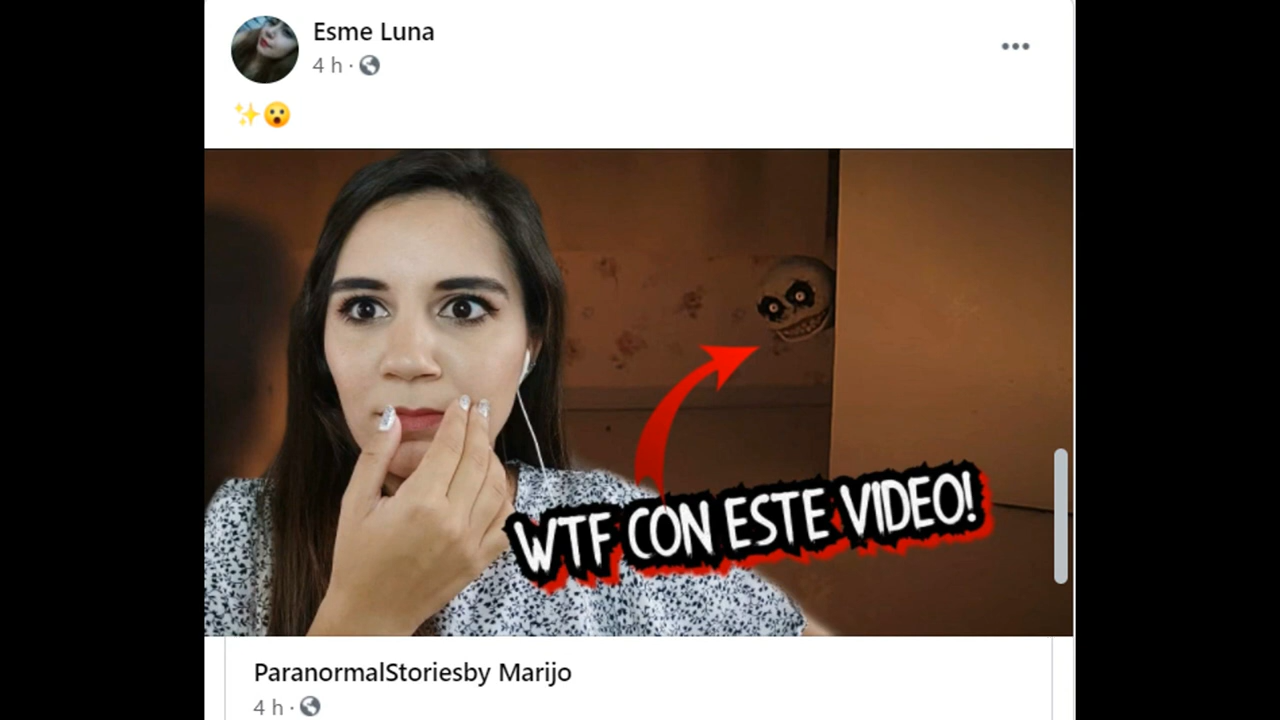 Esme Luna
4 h ·
✨😮
WTF CON ESTE VIDEO!
ParanormalStoriesby Marijo
4 h ·